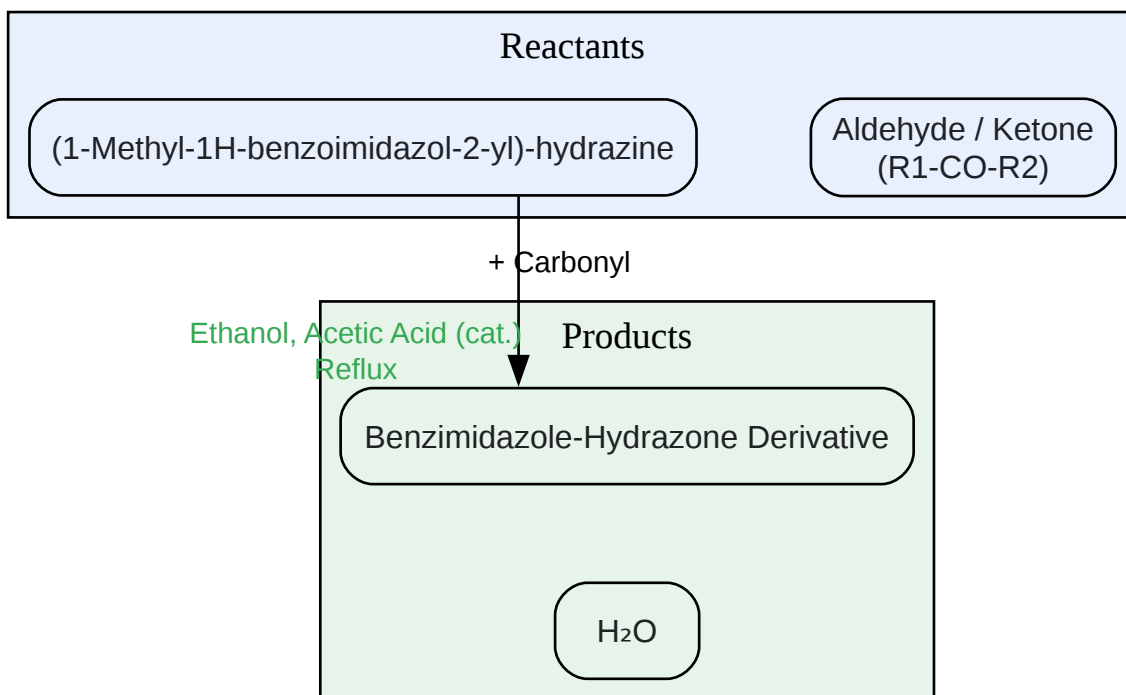 Reactants
(1-Methyl-1H-benzoimidazol-2-yl)-hydrazine
Aldehyde / Ketone
(R1-CO-R2)
+ Carbonyl
Ethanol, Acetic Acid (cat.)
Reflux
Products
Benzimidazole-Hydrazone Derivative
H₂O